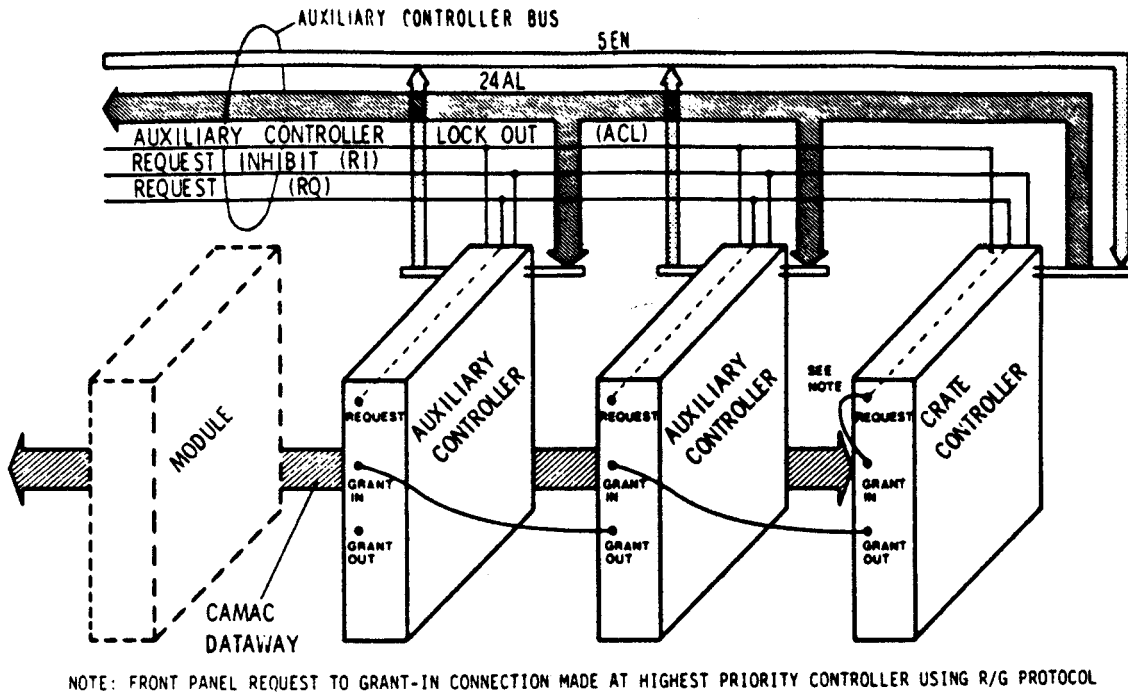 AUXILIARY CONTROLLER BUS
5EN
24AL
AUXILIARY CONTROLLER LOCK OUT (ACL)
REQUEST INHIBIT (RI)
REQUEST (RQ)
MODULE
AUXILIARY
CONTROLLER
REQUEST
GRANT
IN
GRANT
OUT
AUXILIARY
CONTROLLER
REQUEST
GRANT
IN
GRANT
OUT
SEE
NOTE
CRATE
CONTROLLER
REQUEST
GRANT
IN
GRANT
OUT
CAMAC
DATAWAY
NOTE: FRONT PANEL REQUEST TO GRANT-IN CONNECTION MADE AT HIGHEST PRIORITY CONTROLLER USING R/G PROTOCOL